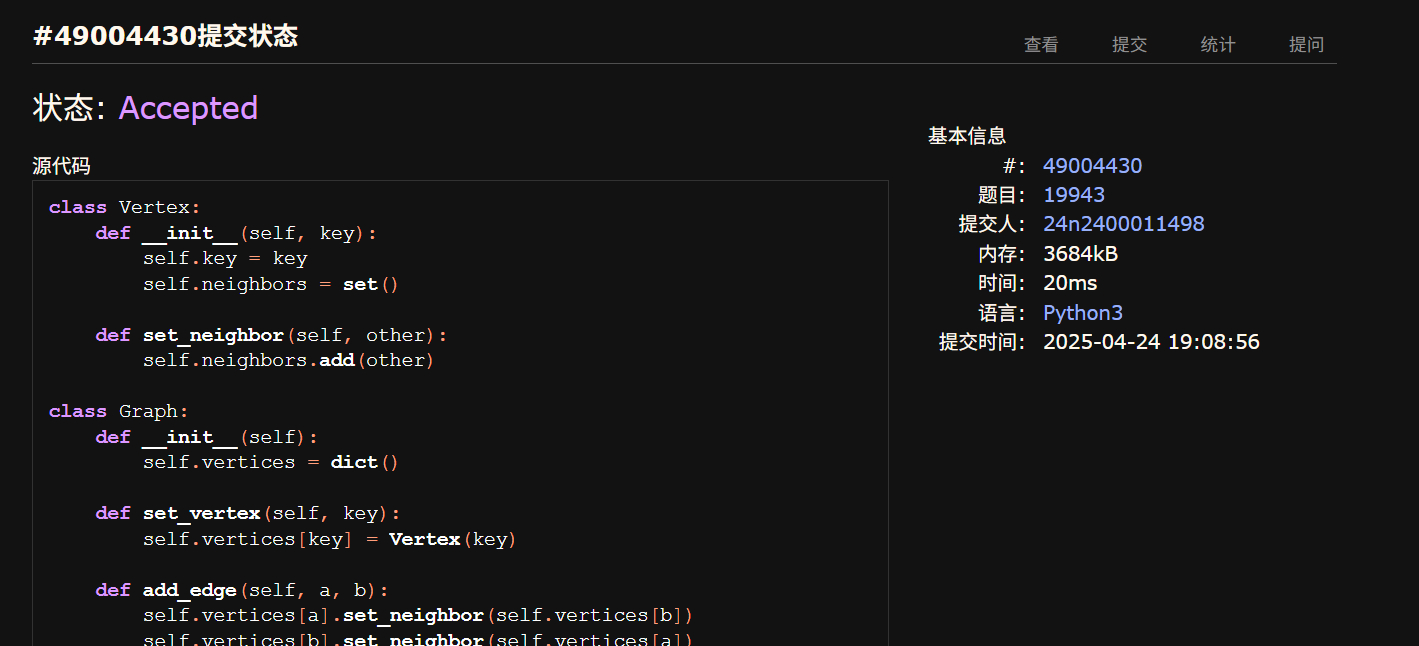 #49004430提交状态
查看 提交 统计 提问
状态: Accepted
源代码
class Vertex:
    def __init__(self, key):
        self.key = key
        self.neighbors = set()
    def set_neighbor(self, other):
        self.neighbors.add(other)
class Graph:
    def __init__(self):
        self.vertices = dict()
    def set_vertex(self, key):
        self.vertices[key] = Vertex(key)
    def add_edge(self, a, b):
        self.vertices[a].set_neighbor(self.vertices[b])
        self.vertices[b].set_neighbor(self.vertices[a])
基本信息
#: 49004430
题目: 19943
提交人: 24n2400011498
内存: 3684kB
时间: 20ms
语言: Python3
提交时间: 2025-04-24 19:08:56